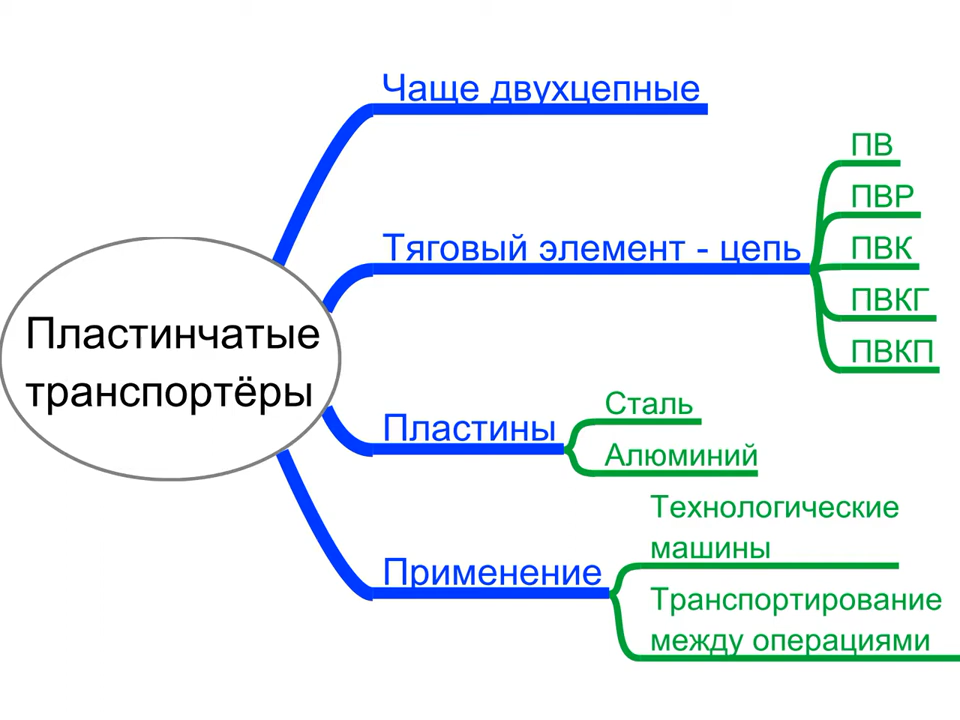 Пластинчатые
транспортёры
Чаще двухцепные
Тяговый элемент - цепь
ПВ
ПВР
ПВК
ПВКГ
ПВКП
Пластины
Сталь
Алюминий
Применение
Технологические
машины
Транспортирование
между операциями